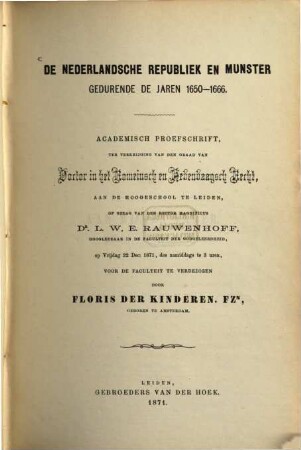 DE NEDERLANDSCHE REPUBLIEK EN MUNSTER
GEDURENDE DE JAREN 1650—1666.
ACADEMISCH PROEFSCHRIFT,
TER VERKRIJGING VAN DEN GRAAD VAN
Doctor in het Romeinsch en Hedendaagsch Recht,
AAN DE HOOGESCHOOL TE LEIDEN,
OP GEZAG VAN DEN RECTOR MAGNIFICUS
Dr. L. W. E. RAUWENHOFF,
HOOGLEERAAR IN DE FACULTEIT DER GODGELEERDHEID,
op Vrijdag 22 Dec. 1871, des namiddags te 3 uren,
VOOR DE FACULTEIT TE VERDEDIGEN
DOOR
FLORIS DER KINDEREN. FZN,
GEBOREN TE AMSTERDAM.
LEIDEN,
GEBROEDERS VAN DER HOEK.
1871.